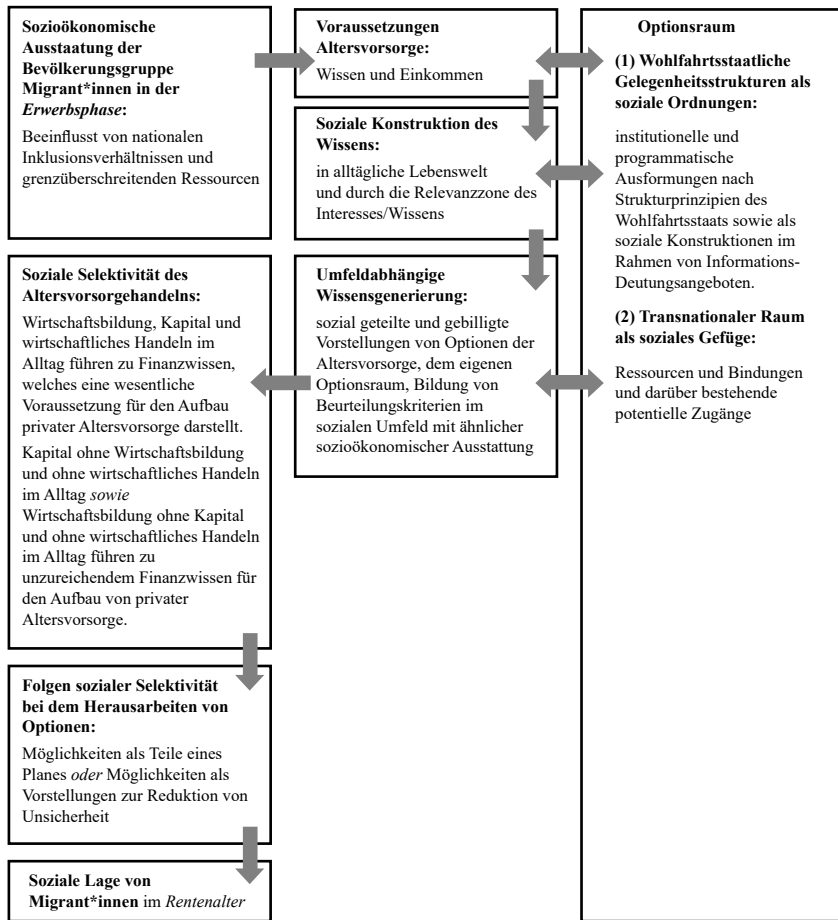 Sozioökonomische
Ausstaatung der
Bevölkerungsgruppe
Migrant*innen in der
Erwerbsphase:
Beeinflusst von nationalen
Inklusionsverhältnissen und
grenzüberschreitenden Ressourcen
Voraussetzungen
Altersvorsorge:
Wissen und Einkommen
Soziale Konstruktion des
Wissens:
in alltägliche Lebenswelt
und durch die Relevanzzone des
Interesses/Wissens
Umfeldabhängige
Wissensgenerierung:
sozial geteilte und gebilligte
Vorstellungen von Optionen der
Altersvorsorge, dem eigenen
Optionsraum, Bildung von
Beurteilungskriterien im
sozialen Umfeld mit ähnlicher
sozioökonomischer Ausstattung
Soziale Selektivität des
Altersvorsorgehandelns:
Wirtschaftsbildung, Kapital und
wirtschaftliches Handeln im
Alltag führen zu Finanzwissen,
welches eine wesentliche
Voraussetzung für den Aufbau
privater Altersvorsorge darstellt.
Kapital ohne Wirtschaftsbildung
und ohne wirtschaftliches Handeln
im Alltag sowie
Wirtschaftsbildung ohne Kapital
und ohne wirtschaftliches Handeln
im Alltag führen zu
unzureichendem Finanzwissen für
den Aufbau von privater
Altersvorsorge.
Folgen sozialer Selektivität
bei dem Herausarbeiten von
Optionen:
Möglichkeiten als Teile eines
Planes oder Möglichkeiten als
Vorstellungen zur Reduktion von
Unsicherheit
Soziale Lage von
Migrant*innen im Rentenalter
Optionsraum
(1) Wohlfahrtsstaatliche
Gelegenheitsstrukturen als
soziale Ordnungen:
institutionelle und
programmatische
Ausformungen nach
Strukturprinzipien des
Wohlfahrtsstaats sowie als
soziale Konstruktionen im
Rahmen von Informations-
Deutungsangeboten.
(2) Transnationaler Raum
als soziales Gefüge:
Ressourcen und Bindungen
und darüber bestehende
potentielle Zugänge